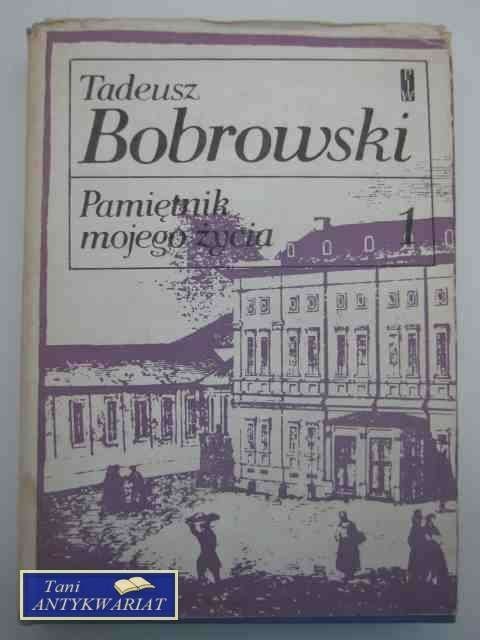 Tadeusz
Bobrowski
Pamiętnik
mojego życia
1
Tani
ANTYKWARIAT